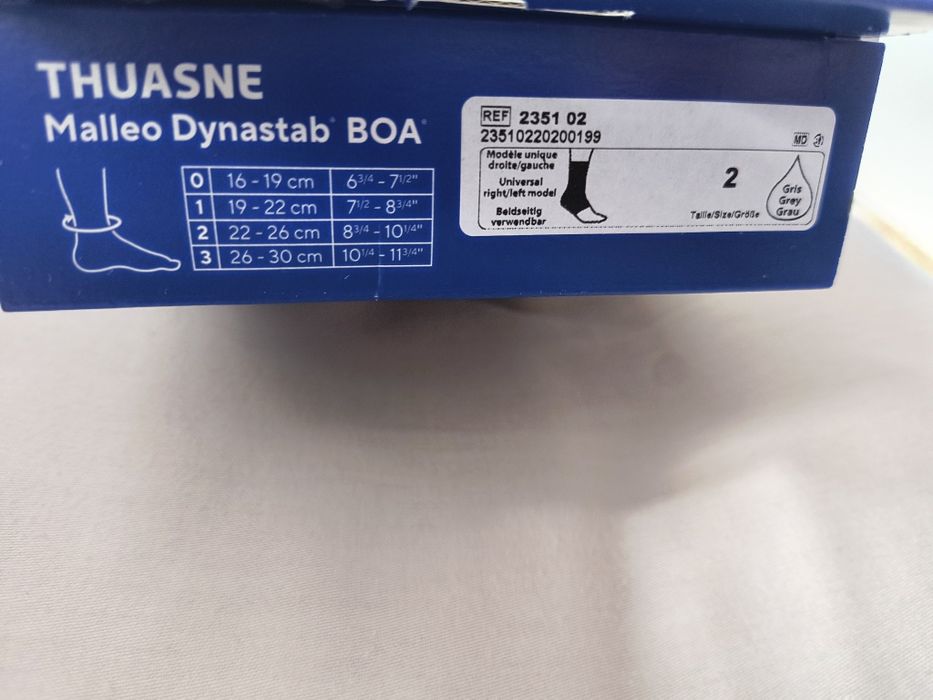 THUASNE
Malleo Dynastab® BOA®
0 16 - 19 cm 6 3/4 - 7 1/2"
1 19 - 22 cm 7 1/2 - 8 3/4"
2 22 - 26 cm 8 3/4 - 10 1/4"
3 26 - 30 cm 10 1/4 - 11 3/4"
REF 2351 02
23510220200199
MD
Modèle unique
droite/gauche
Universal
right/left model
Beidseitig
verwendbar
2
Taille/Size/Größe
Gris
Grey
Grau